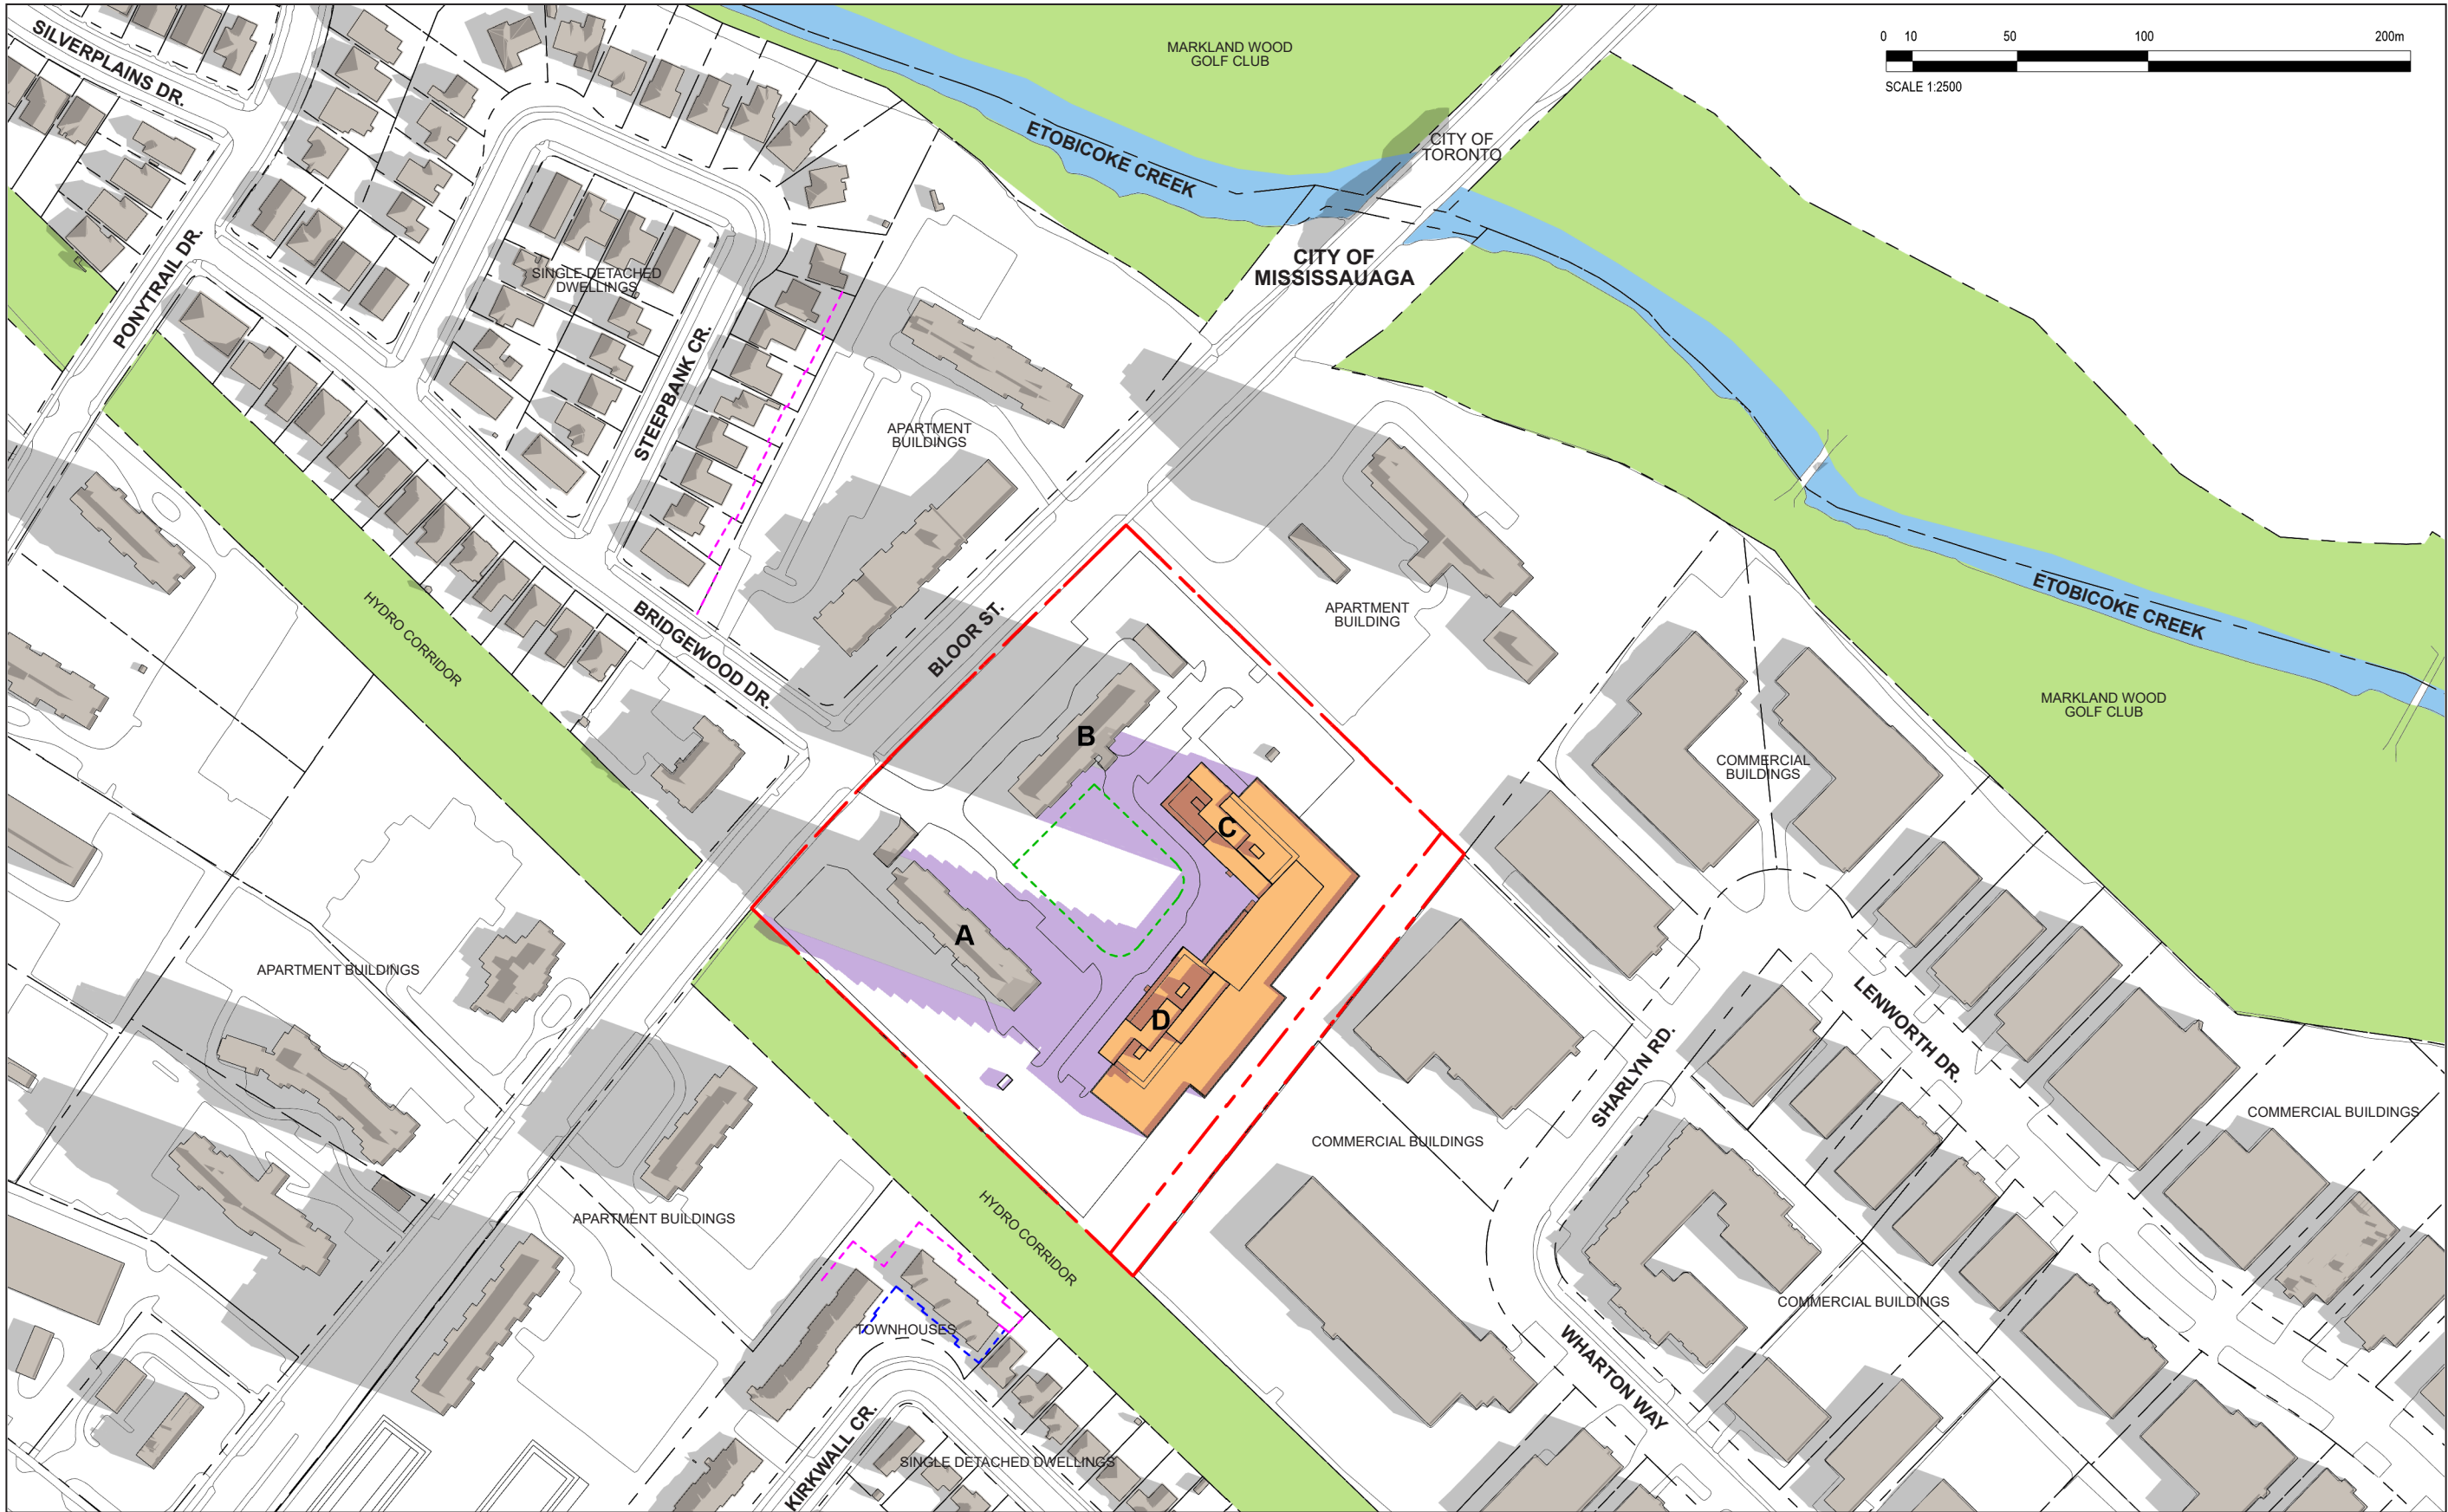 SILVERPLAINS DR.
MARKLAND WOOD
GOLF CLUB
0 10 50 100 200m
SCALE 1:2500
ETOBICOKE CREEK
CITY OF
TORONTO
CITY OF
MISSISSAUAGA
PONYTRAIL DR.
SINGLE DETACHED
DWELLINGS
STEEPBANK CR.
APARTMENT
BUILDINGS
HYDRO CORRIDOR
BRIDGEWOOD DR.
BLOOR ST.
APARTMENT
BUILDING
ETOBICOKE CREEK
MARKLAND WOOD
GOLF CLUB
B
COMMERCIAL
BUILDINGS
C
A
APARTMENT BUILDINGS
D
LENWORTH DR.
SHARLYN RD.
COMMERCIAL BUILDINGS
COMMERCIAL BUILDINGS
APARTMENT BUILDINGS
HYDRO CORRIDOR
COMMERCIAL BUILDINGS
TOWNHOUSES
WHARTON WAY
KIRKWALL CR.
SINGLE DETACHED DWELLINGS